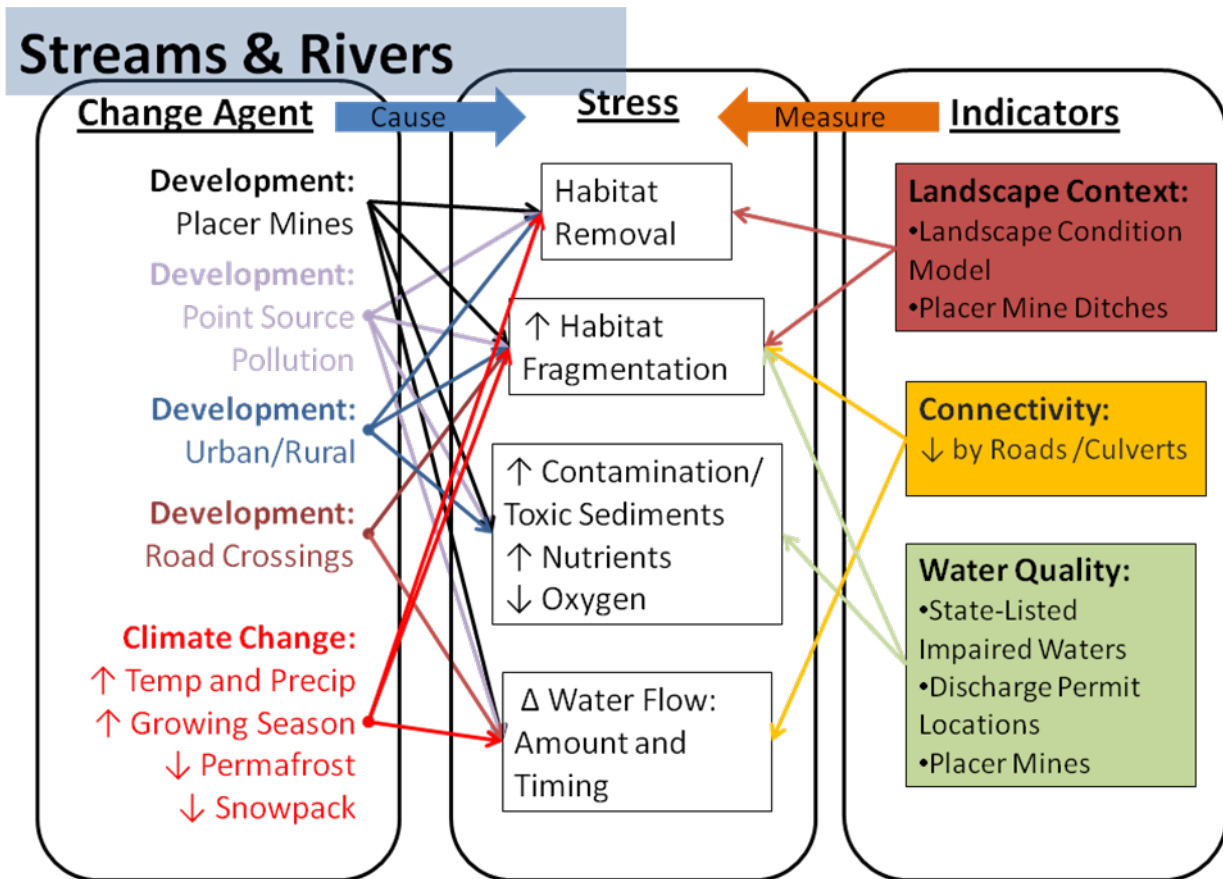 Streams & Rivers
Change Agent
Cause
Stress
Measure
Indicators
Development:
Placer Mines
Development:
Point Source
Pollution
Development:
Urban/Rural
Development:
Road Crossings
Climate Change:
↑ Temp and Precip
↑ Growing Season
↓ Permafrost
↓ Snowpack
Habitat
Removal
↑ Habitat
Fragmentation
↑ Contamination/
Toxic Sediments
↑ Nutrients
↓ Oxygen
Δ Water Flow:
Amount and
Timing
Landscape Context:
•Landscape Condition
Model
•Placer Mine Ditches
Connectivity:
↓ by Roads /Culverts
Water Quality:
•State-Listed
Impaired Waters
•Discharge Permit
Locations
•Placer Mines